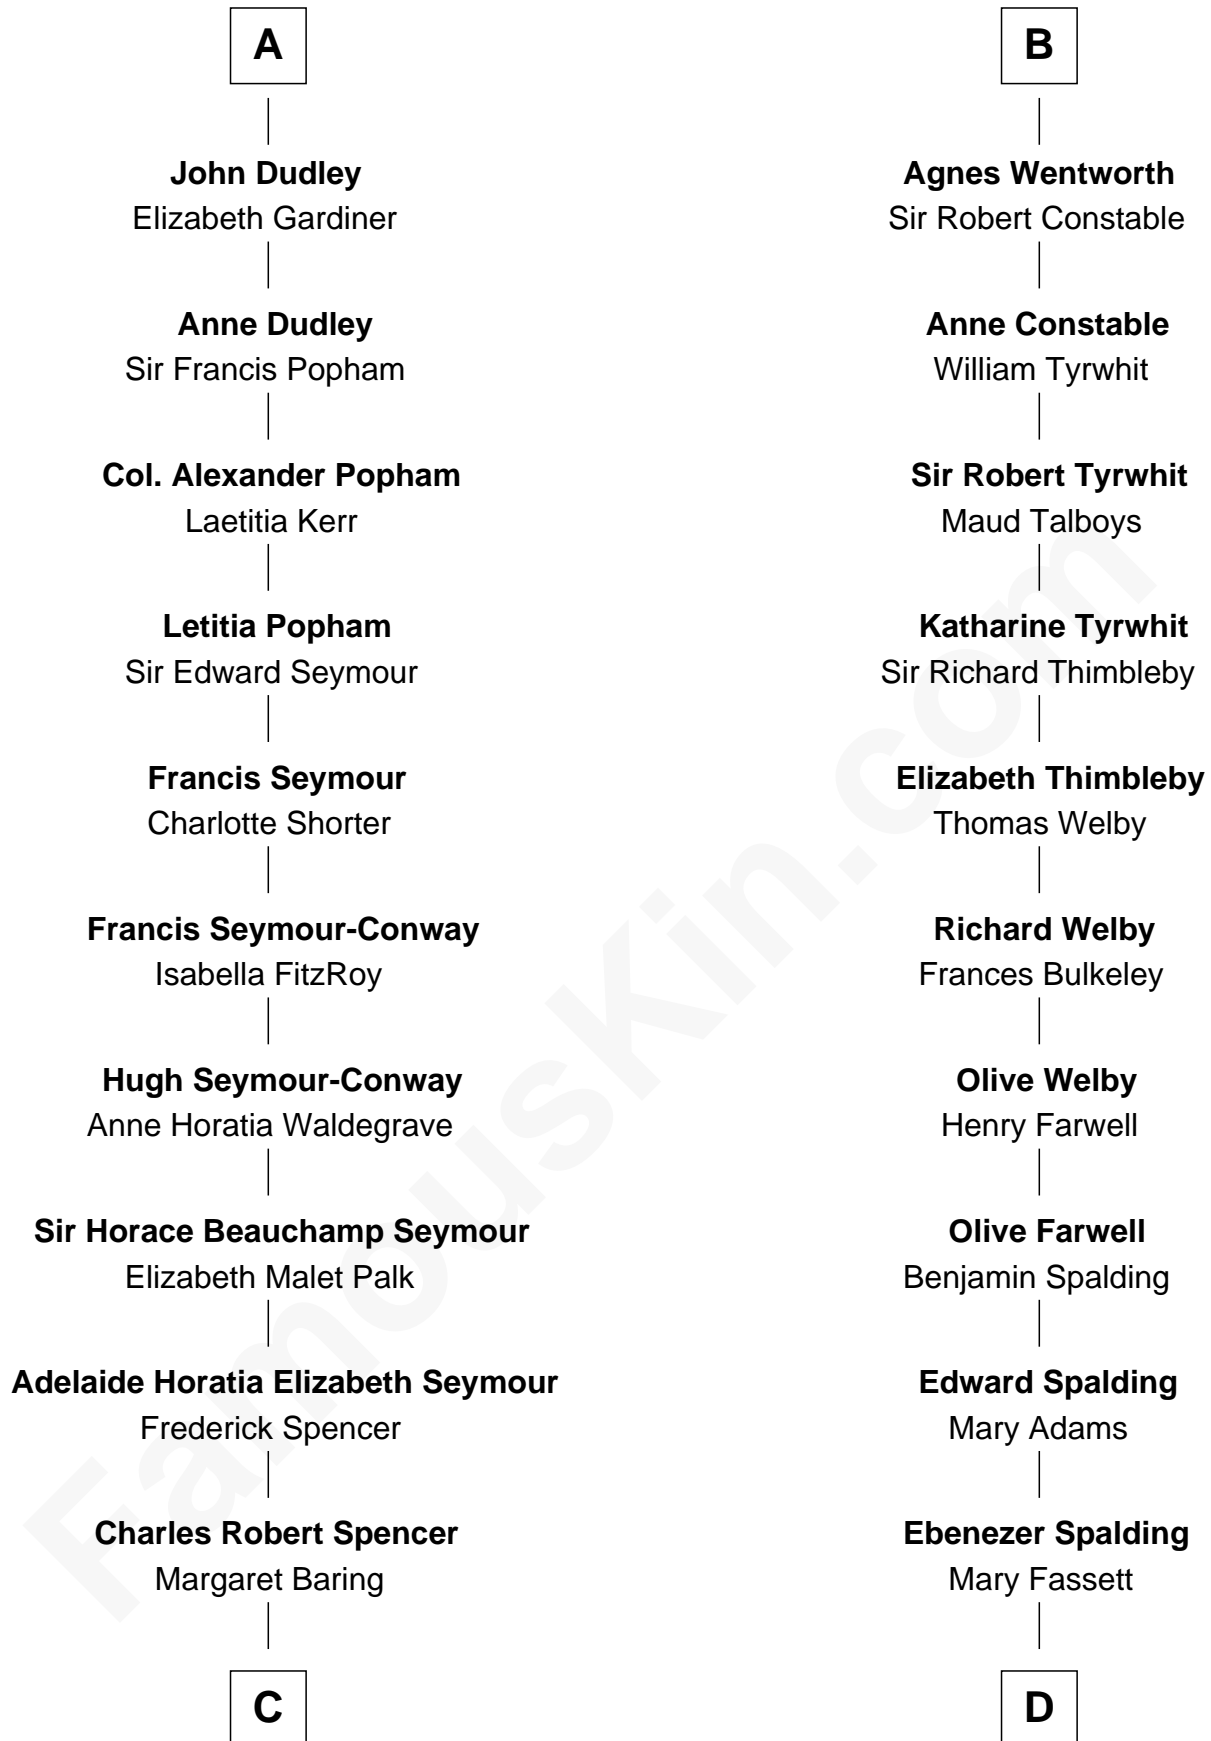 A
John Dudley
Elizabeth Gardiner
Anne Dudley
Sir Francis Popham
Col. Alexander Popham
Laetitia Kerr
Letitia Popham
Sir Edward Seymour
Francis Seymour
Charlotte Shorter
Francis Seymour-Conway
Isabella FitzRoy
Hugh Seymour-Conway
Anne Horatia Waldegrave
Sir Horace Beauchamp Seymour
Elizabeth Malet Palk
Adelaide Horatia Elizabeth Seymour
Frederick Spencer
Charles Robert Spencer
Margaret Baring
C
B
Agnes Wentworth
Sir Robert Constable
Anne Constable
William Tyrwhit
Sir Robert Tyrwhit
Maud Talboys
Katharine Tyrwhit
Sir Richard Thimbleby
Elizabeth Thimbleby
Thomas Welby
Richard Welby
Frances Bulkeley
Olive Welby
Henry Farwell
Olive Farwell
Benjamin Spalding
Edward Spalding
Mary Adams
Ebenezer Spalding
Mary Fassett
D
FamousKin.com